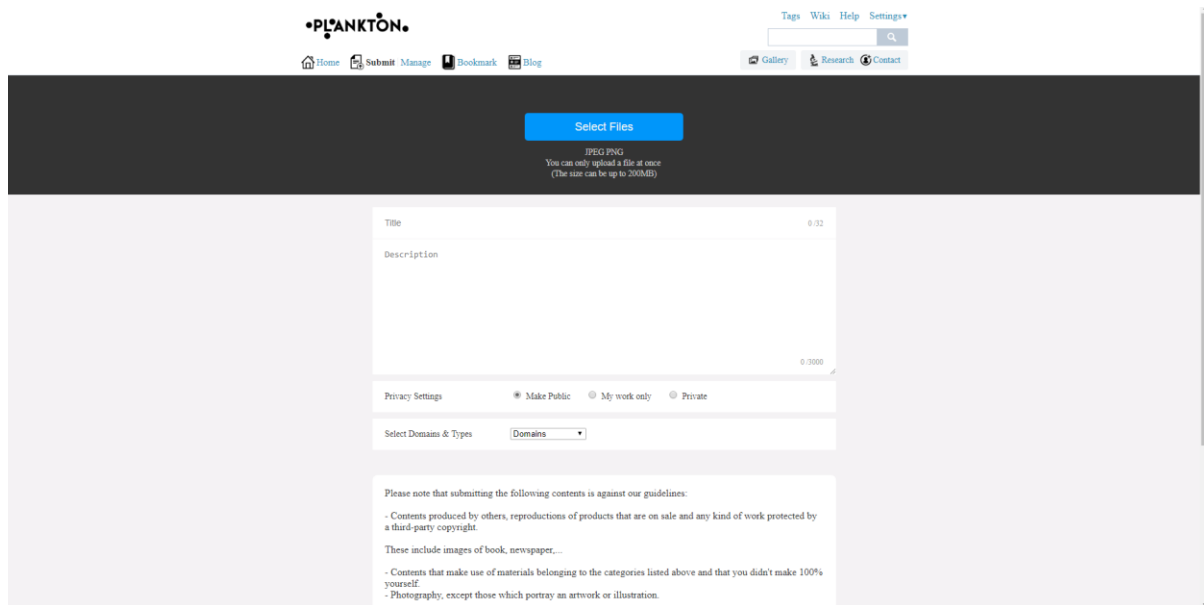 PLANKTON
Tags Wiki Help Settings▾
Home Submit Manage Bookmark Blog
Gallery Research Contact
Select Files
JPEG PNG
You can only upload a file at once
(The size can be up to 200MB)
Title 0 /32
Description
0 /3000
Privacy Settings Make Public My work only Private
Select Domains & Types Domains
Please note that submitting the following contents is against our guidelines:
- Contents produced by others, reproductions of products that are on sale and any kind of work protected by
a third-party copyright.
These include images of book, newspaper,...
- Contents that make use of materials belonging to the categories listed above and that you didn't make 100%
yourself.
- Photography, except those which portray an artwork or illustration.